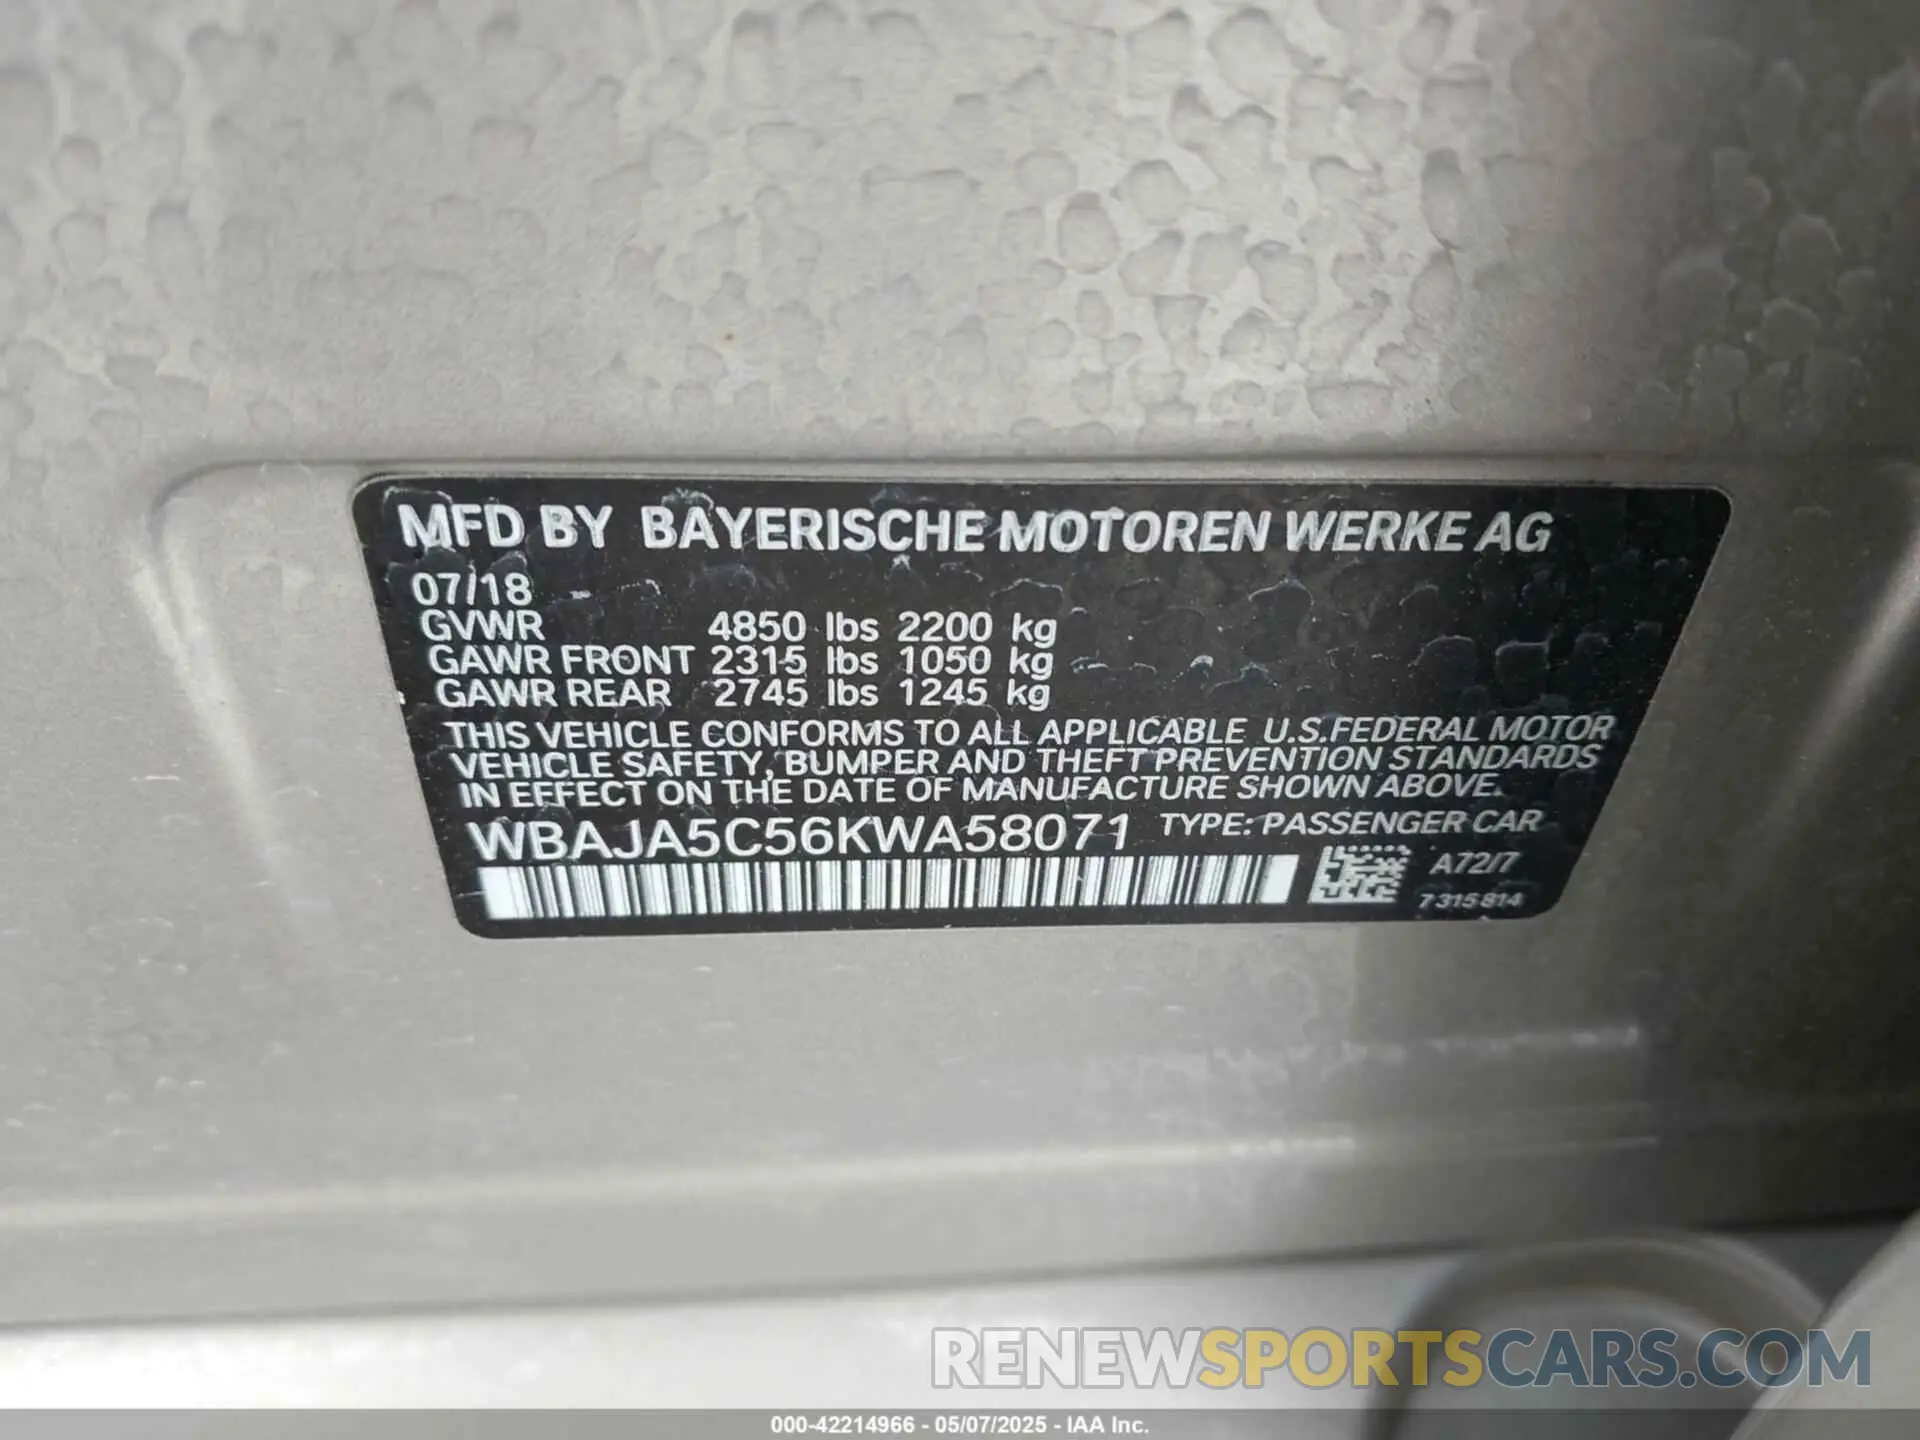 MFD BY BAYERISCHE MOTOREN WERKE AG
07/18
GVWR 4850 lbs 2200 kg
GAWR FRONT 2315 lbs 1050 kg
GAWR REAR 2745 lbs 1245 kg
THIS VEHICLE CONFORMS TO ALL APPLICABLE U.S.FEDERAL MOTOR
VEHICLE SAFETY, BUMPER AND THEFT PREVENTION STANDARDS
IN EFFECT ON THE DATE OF MANUFACTURE SHOWN ABOVE.
WBAJA5C56KWA58071 TYPE: PASSENGER CAR
A72/7
7 315 814
RENEWSPORTSCARS.COM
000-42214966 - 05/07/2025 - IAA Inc.